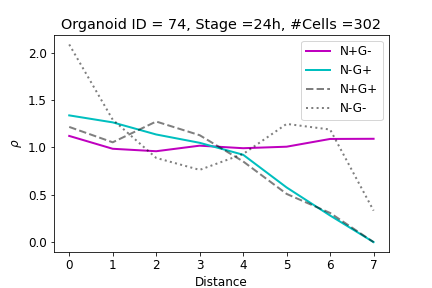 Organoid ID = 74, Stage =24h, #Cells =302
N+G-
N-G+
N+G+
N-G-
2.0
1.5
1.0
0.5
0.0
ρ
0 1 2 3 4 5 6 7
Distance